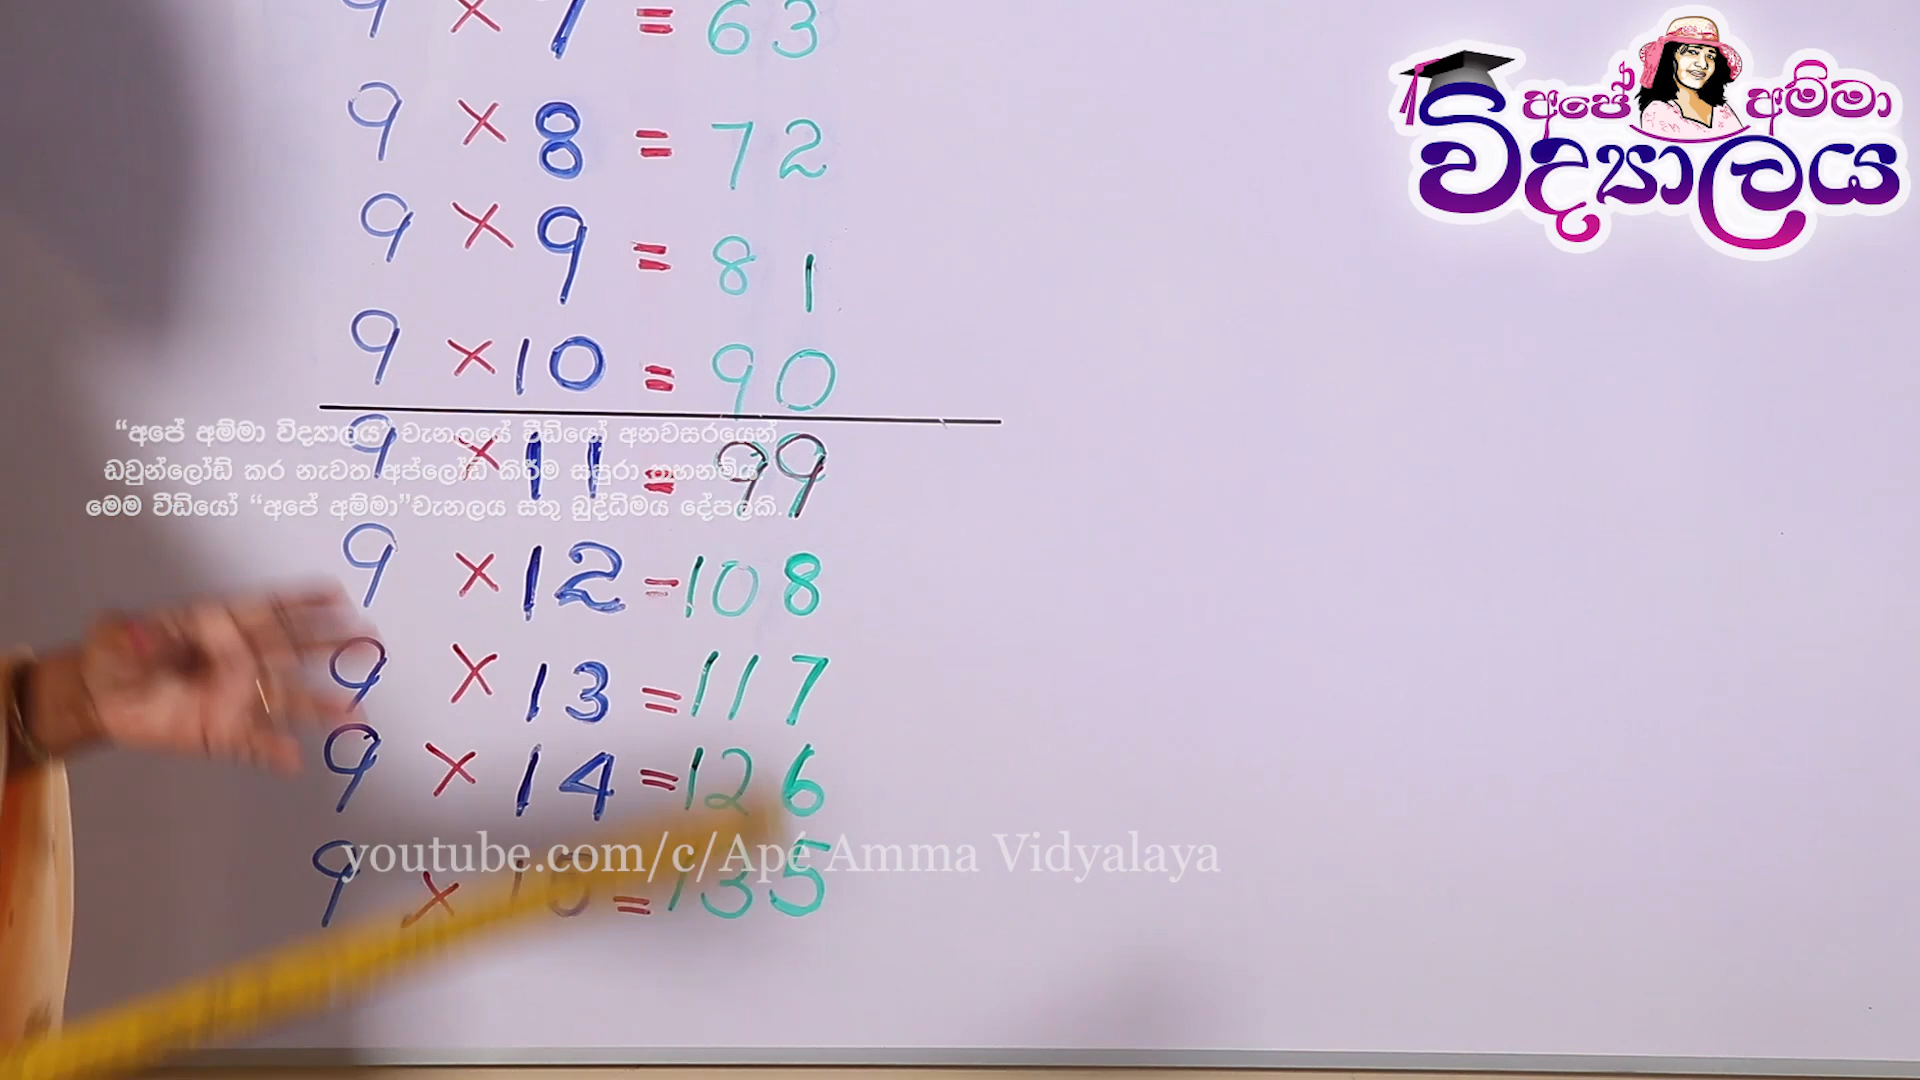 9 × 7 = 63
අපේ අම්මා
විද්‍යාලය
9 × 8 = 72
9 × 9 = 81
9 × 10 = 90
“අපේ අම්මා විද්‍යාලය” චැනලයේ වීඩියෝ අනවසරයෙන්
9 × 11 = 99
ඩවුන්ලෝඩ් කර නැවත අප්ලෝඩ් කිරීම සපුරා තහනම්ය
මෙම වීඩියෝ “අපේ අම්මා”චැනලය සතු බුද්ධිමය දේපලකි.
9 × 12 = 108
9 × 13 = 117
9 × 14 = 126
youtube.com/c/Apé Amma Vidyalaya
9 × 15 = 135